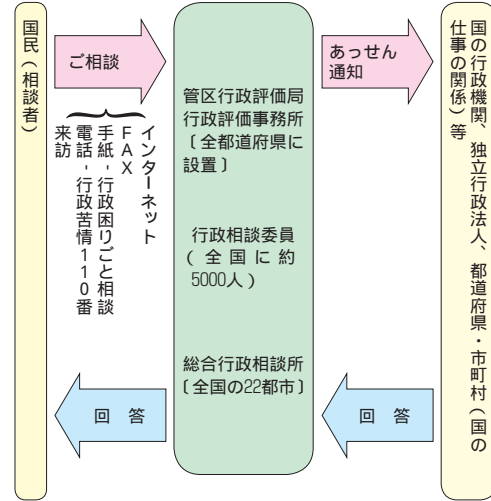 国民（相談者）
ご相談
インターネット
ＦＡＸ
手紙-行政困りごと相談
電話-行政苦情１１０番
来訪
管区行政評価局
行政評価事務所
〔全都道府県に
設置〕
行政相談委員
(全国に約
5000人)
総合行政相談所
〔全国の22都市〕
あっせん
通知
国の行政機関、独立行政法人、都道府県・市町村（国の
仕事の関係）等
回 答
回 答